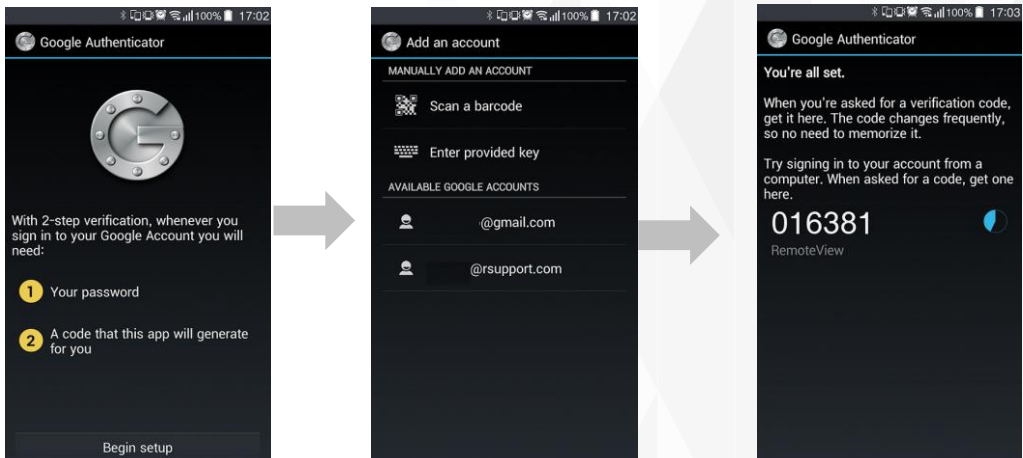 100% 17:02
Google Authenticator
With 2-step verification, whenever you
sign in to your Google Account you will
need:
1 Your password
2 A code that this app will generate
for you
Begin setup
100% 17:02
Add an account
MANUALLY ADD AN ACCOUNT
Scan a barcode
Enter provided key
AVAILABLE GOOGLE ACCOUNTS
@gmail.com
@rsupport.com
100% 17:03
Google Authenticator
You're all set.
When you're asked for a verification code,
get it here. The code changes frequently,
so no need to memorize it.
Try signing in to your account from a
computer. When asked for a code, get one
here.
016381
RemoteView